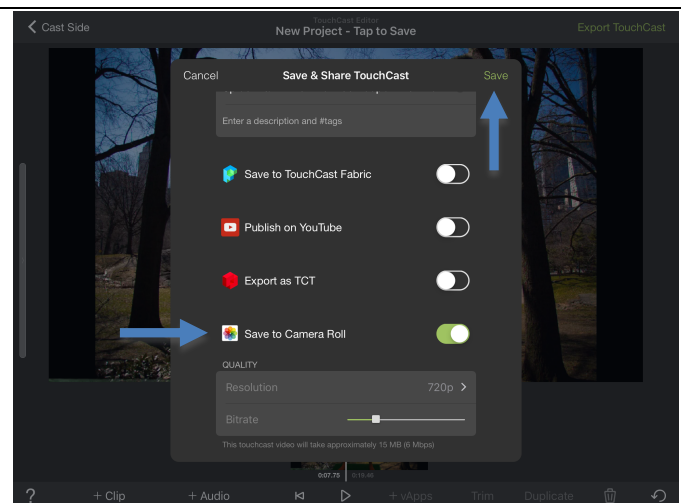 Cast Side
TouchCast Editor
New Project - Tap to Save
Export TouchCast
Cancel
Save & Share TouchCast
Save
Enter a description and #tags
Save to TouchCast Fabric
Publish on YouTube
Export as TCT
Save to Camera Roll
QUALITY
Resolution 720p
Bitrate
This touchcast video will take approximately 15 MB (6 Mbps)
0:07.75 0:19.46
? + Clip + Audio + vApps Trim Duplicate